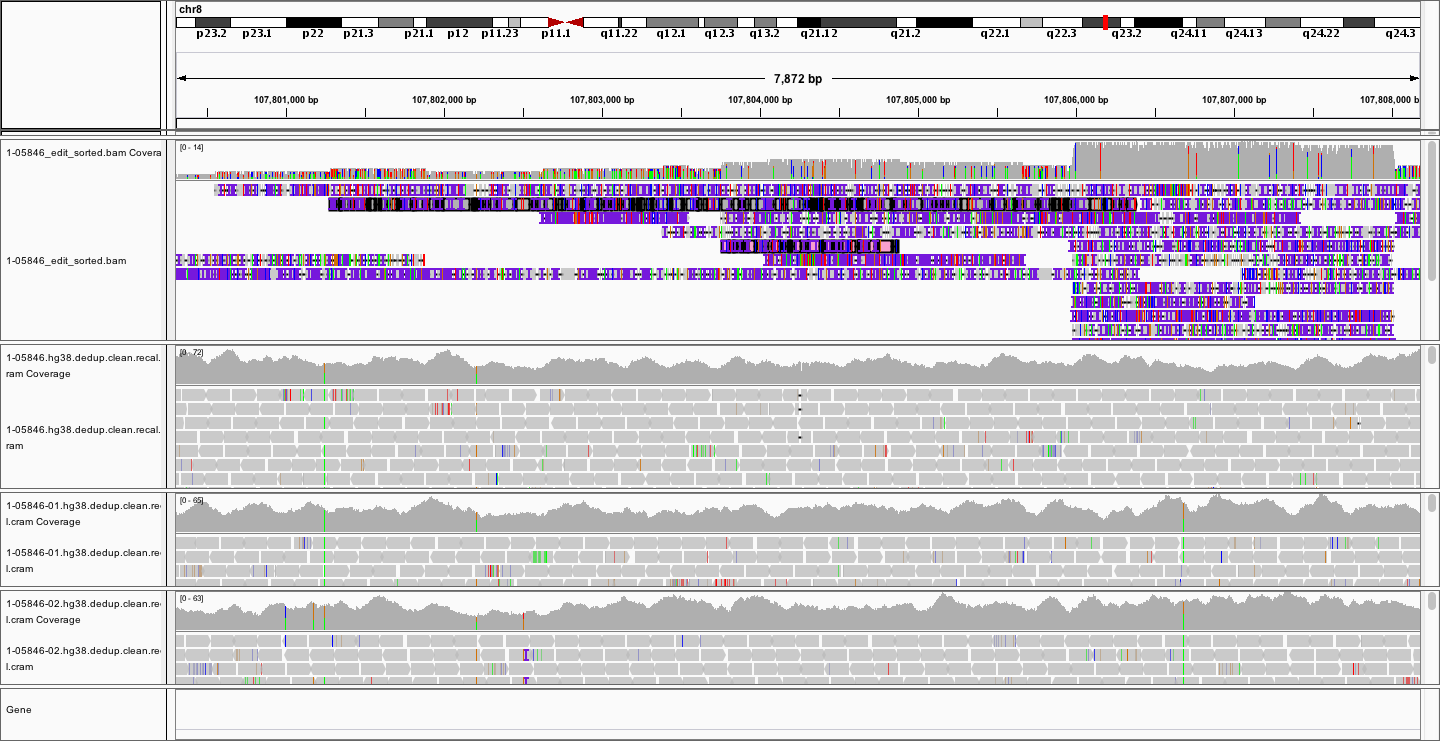 chr8
p23.2 p23.1 p22 p21.3 p21.1 p12 p11.23 p11.1 q11.22 q12.1 q12.3 q13.2 q21.12 q21.2 q22.1 q22.3 q23.2 q24.11 q24.13 q24.22 q24.3
7,872 bp
107,801,000 bp 107,802,000 bp 107,803,000 bp 107,804,000 bp 107,805,000 bp 107,806,000 bp 107,807,000 bp 107,808,000 b
1-05846_edit_sorted.bam Covera
[0 - 14]
1-05846_edit_sorted.bam
1-05846.hg38.dedup.clean.recal.
ram Coverage
[0 - 72]
1-05846.hg38.dedup.clean.recal.
ram
1-05846-01.hg38.dedup.clean.re
l.cram Coverage
[0 - 65]
1-05846-01.hg38.dedup.clean.re
l.cram
1-05846-02.hg38.dedup.clean.re
l.cram Coverage
[0 - 63]
1-05846-02.hg38.dedup.clean.re
l.cram
Gene